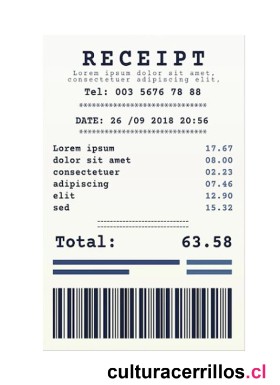 RECEIPT
Lorem ipsum dolor sit amet,
consectetuer adipiscing elit,
Tel: 003 5676 78 88
******************************
DATE: 26 /09 2018 20:56
******************************
Lorem ipsum 17.67
dolor sit amet 08.00
consectetuer 02.23
adipiscing 07.46
elit 12.90
sed 15.32
Total: 63.58
culturacerrillos.cl